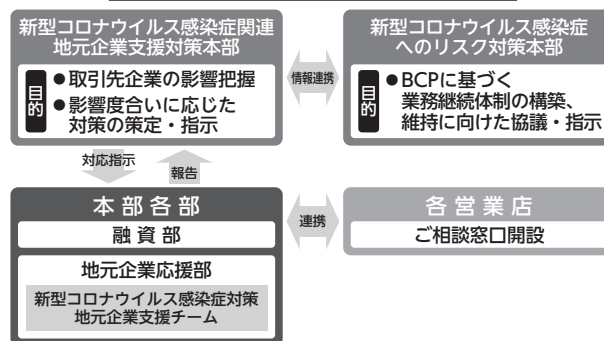 新型コロナウイルス感染症関連
地元企業支援対策本部
目的
●取引先企業の影響把握
●影響度合いに応じた
対策の策定・指示
情報連携
新型コロナウイルス感染症
へのリスク対策本部
目的
●BCPに基づく
業務継続体制の構築、
維持に向けた協議・指示
対応指示
報告
本部各部
融資部
地元企業応援部
新型コロナウイルス感染症対策
地元企業支援チーム
連携
各営業店
ご相談窓口開設